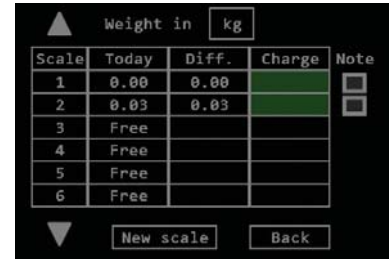 Weight in kg
Scale Today Diff. Charge Note
1 0.00 0.00
2 0.03 0.03
3 Free
4 Free
5 Free
6 Free
New scale Back